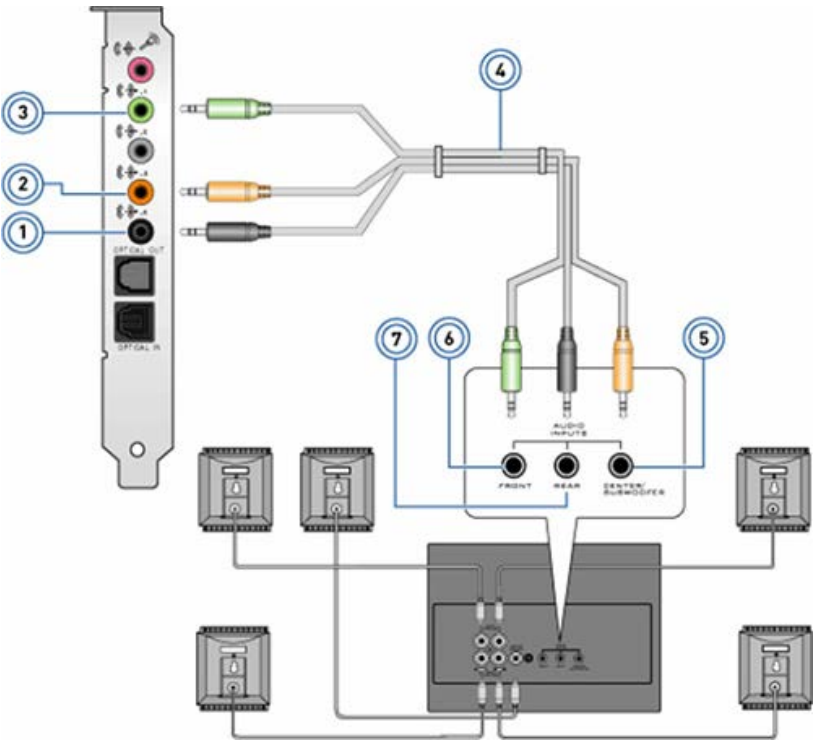 4
3
2
1
OPTICAL OUT
OPTICAL IN
7
6
5
AUDIO
INPUTS
FRONT
REAR
CENTER/
SUBWOOFER